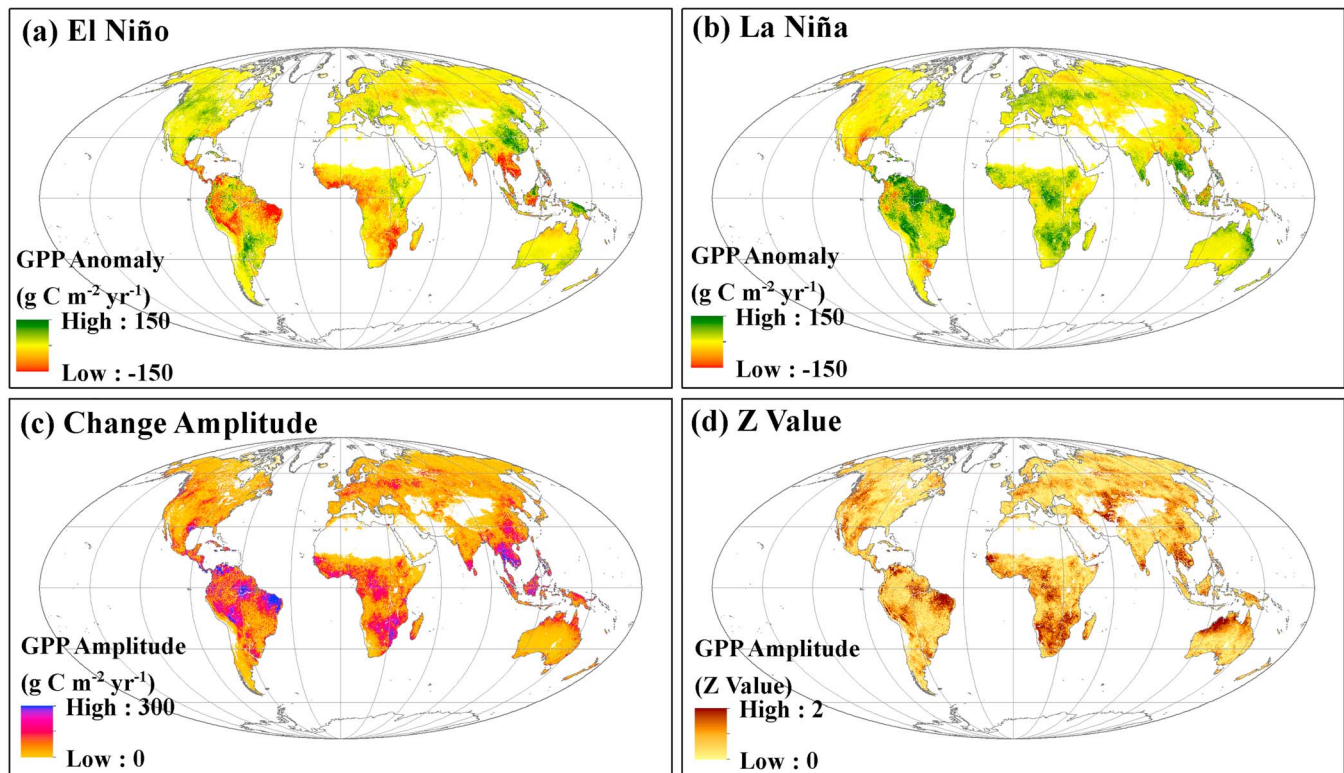 (a) El Niño
GPP Anomaly
(g C m⁻² yr⁻¹)
High : 150
Low : -150
(b) La Niña
GPP Anomaly
(g C m⁻² yr⁻¹)
High : 150
Low : -150
(c) Change Amplitude
GPP Amplitude
(g C m⁻² yr⁻¹)
High : 300
Low : 0
(d) Z Value
GPP Amplitude
(Z Value)
High : 2
Low : 0